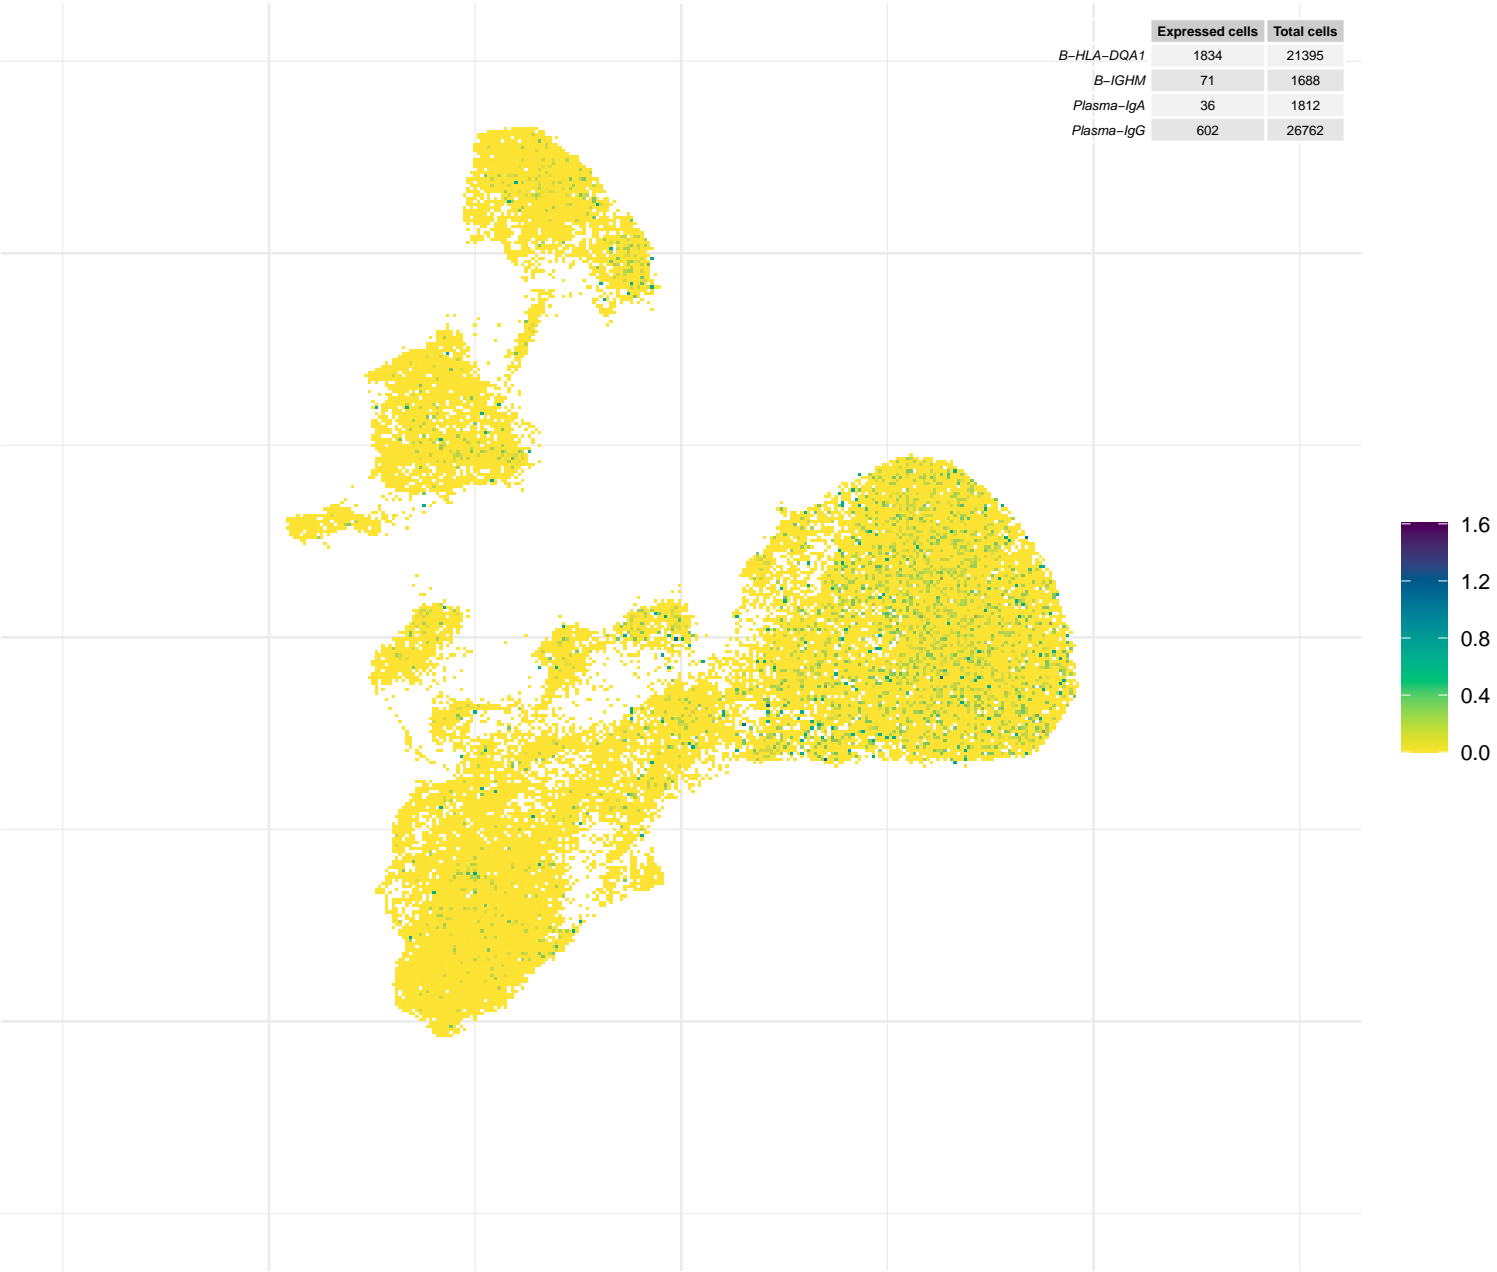 Expressed cells Total cells
B−HLA−DQA1 1834 21395
B−IGHM 71 1688
Plasma−IgA 36 1812
Plasma−IgG 602 26762
1.6
1.2
0.8
0.4
0.0